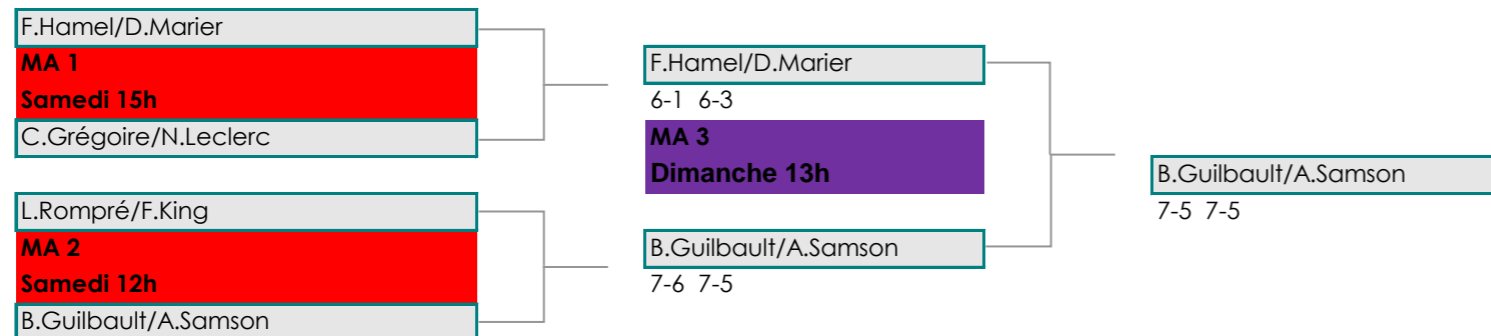 F.Hamel/D.Marier
MA 1
Samedi 15h
C.Grégoire/N.Leclerc
L.Rompré/F.King
MA 2
Samedi 12h
B.Guilbault/A.Samson
F.Hamel/D.Marier
6-1 6-3
MA 3
Dimanche 13h
B.Guilbault/A.Samson
7-6 7-5
B.Guilbault/A.Samson
7-5 7-5